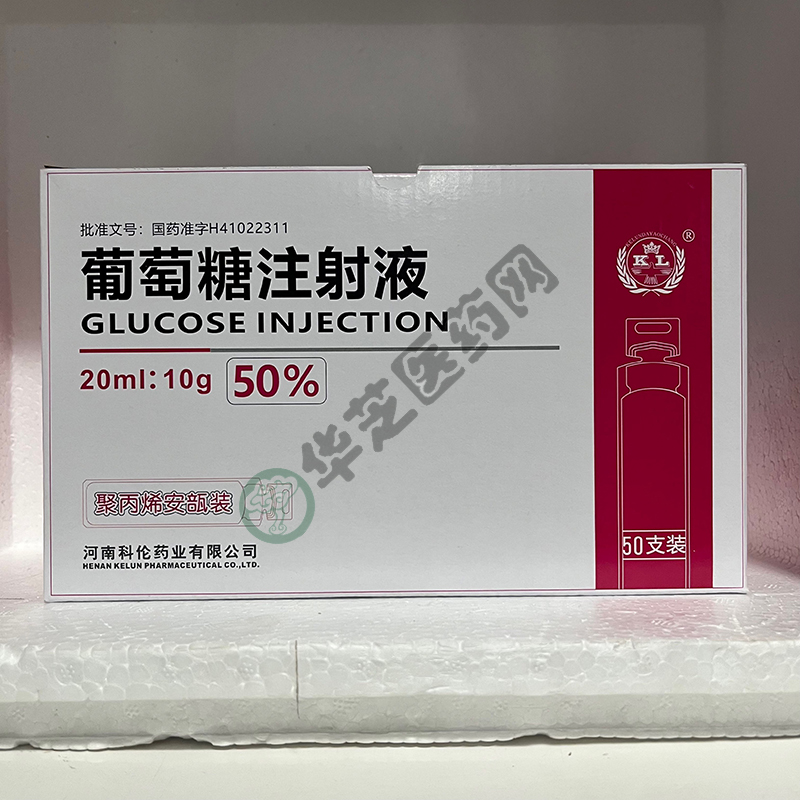 批准文号：国药准字H41022311
葡萄糖注射液
GLUCOSE INJECTION
20ml:10g 50%
聚丙烯安瓿装
河南科伦药业有限公司
HENAN KELUN PHARMACEUTICAL CO.,LTD.
KELUNDAYAOCHANG
®
KL
50支装
华芝医药网